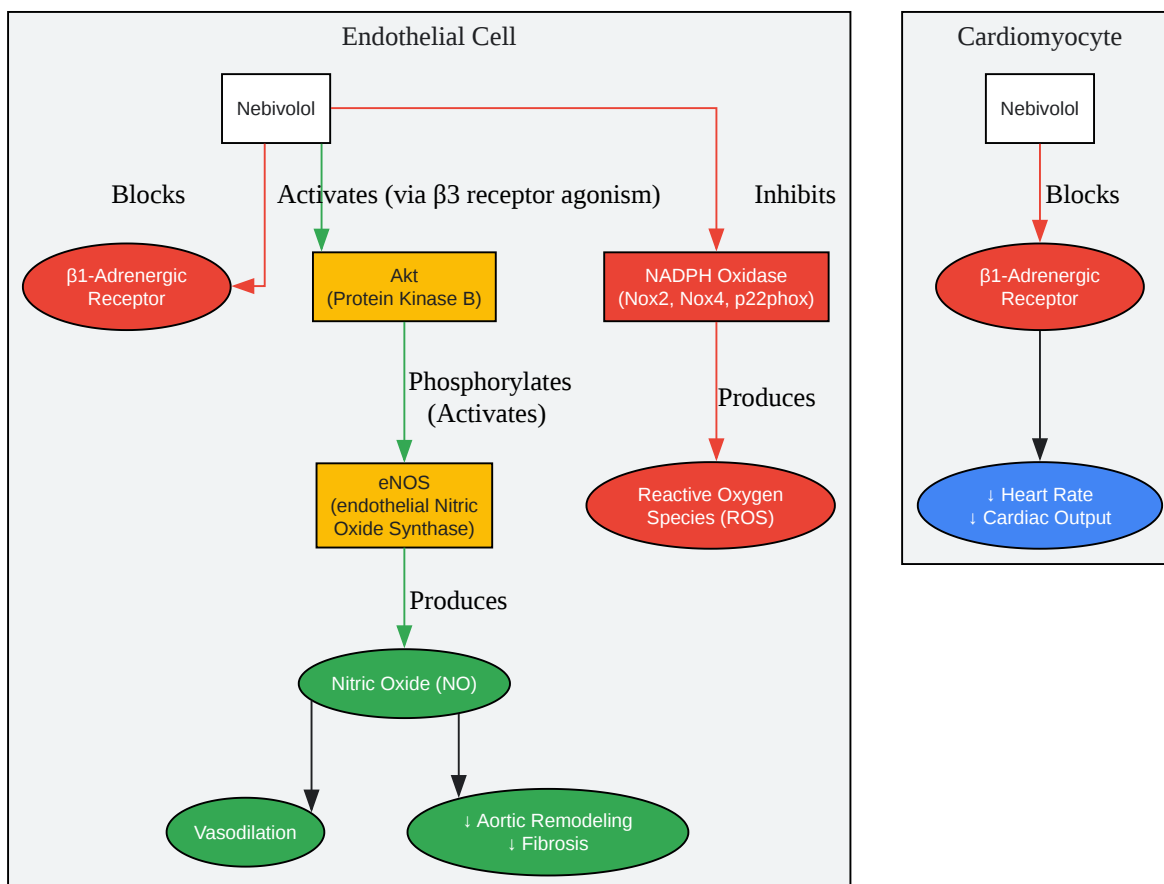 Endothelial Cell
Nebivolol
Blocks
Activates (via β3 receptor agonism)
Inhibits
β1-Adrenergic
Receptor
Akt
(Protein Kinase B)
NADPH Oxidase
(Nox2, Nox4, p22phox)
Phosphorylates
(Activates)
Produces
eNOS
(endothelial Nitric
Oxide Synthase)
Reactive Oxygen
Species (ROS)
Produces
Nitric Oxide (NO)
Vasodilation
↓ Aortic Remodeling
↓ Fibrosis
Cardiomyocyte
Nebivolol
Blocks
β1-Adrenergic
Receptor
↓ Heart Rate
↓ Cardiac Output